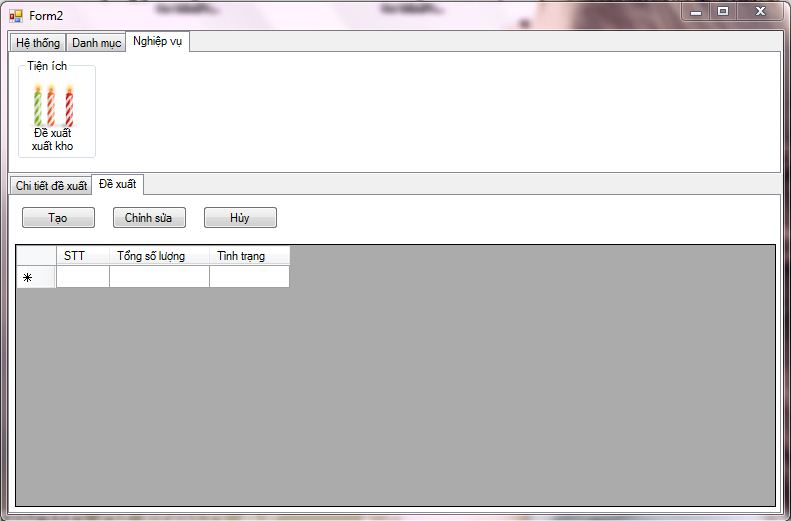 Form2
Hệ thống Danh mục Nghiệp vụ
Tiện ích
Đề xuất
xuất kho
Chi tiết đề xuất Đề xuất
Tạo Chỉnh sửa Hủy
STT Tổng số lượng Tình trạng